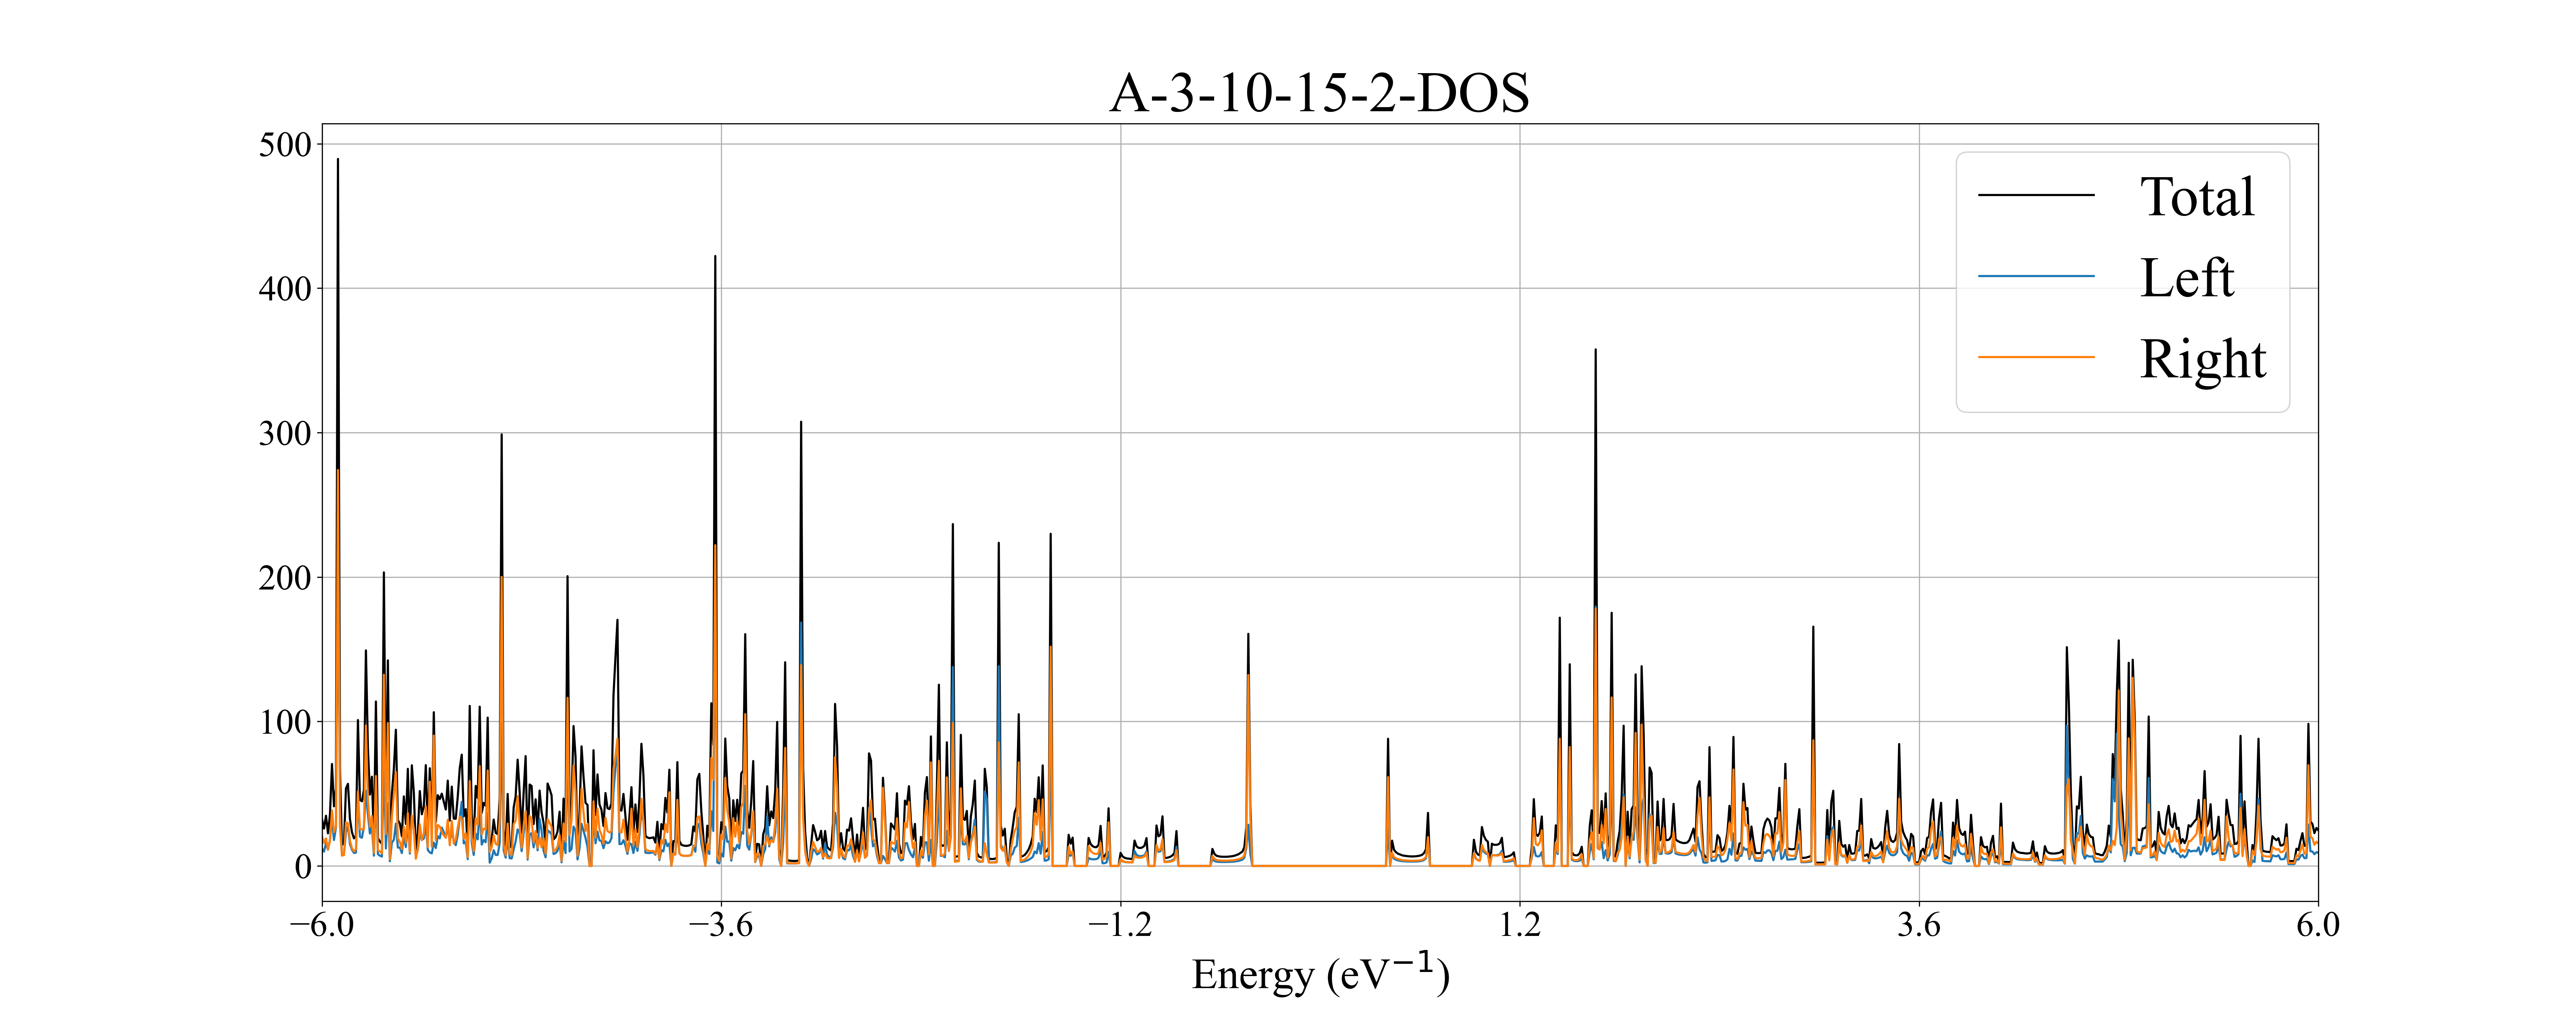 A-3-10-15-2-DOS
500
400
300
200
100
0
Total
Left
Right
−6.0 −3.6 −1.2 1.2 3.6 6.0
Energy (eV⁻¹)